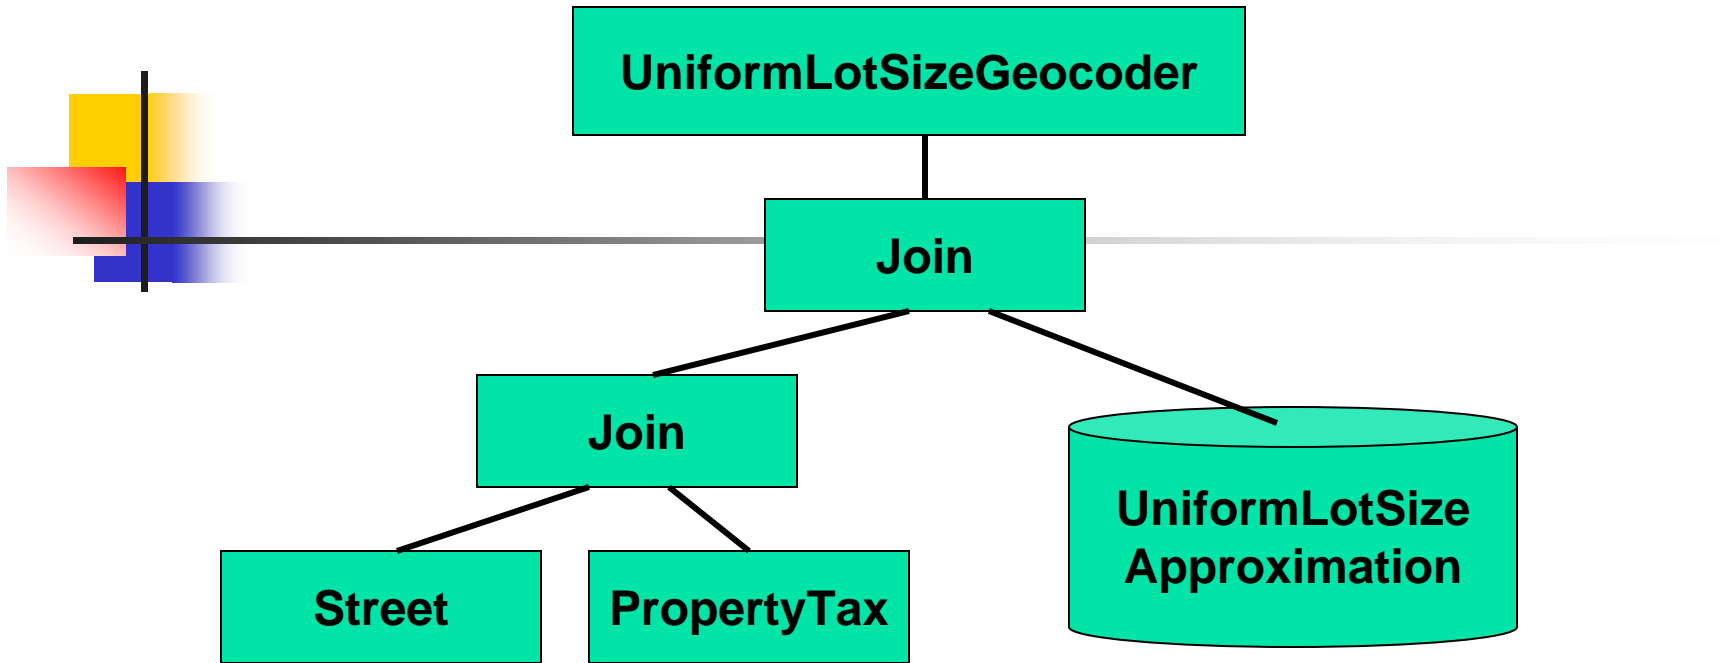 UniformLotSizeGeocoder
Join
Join
UniformLotSize
Approximation
Street
PropertyTax